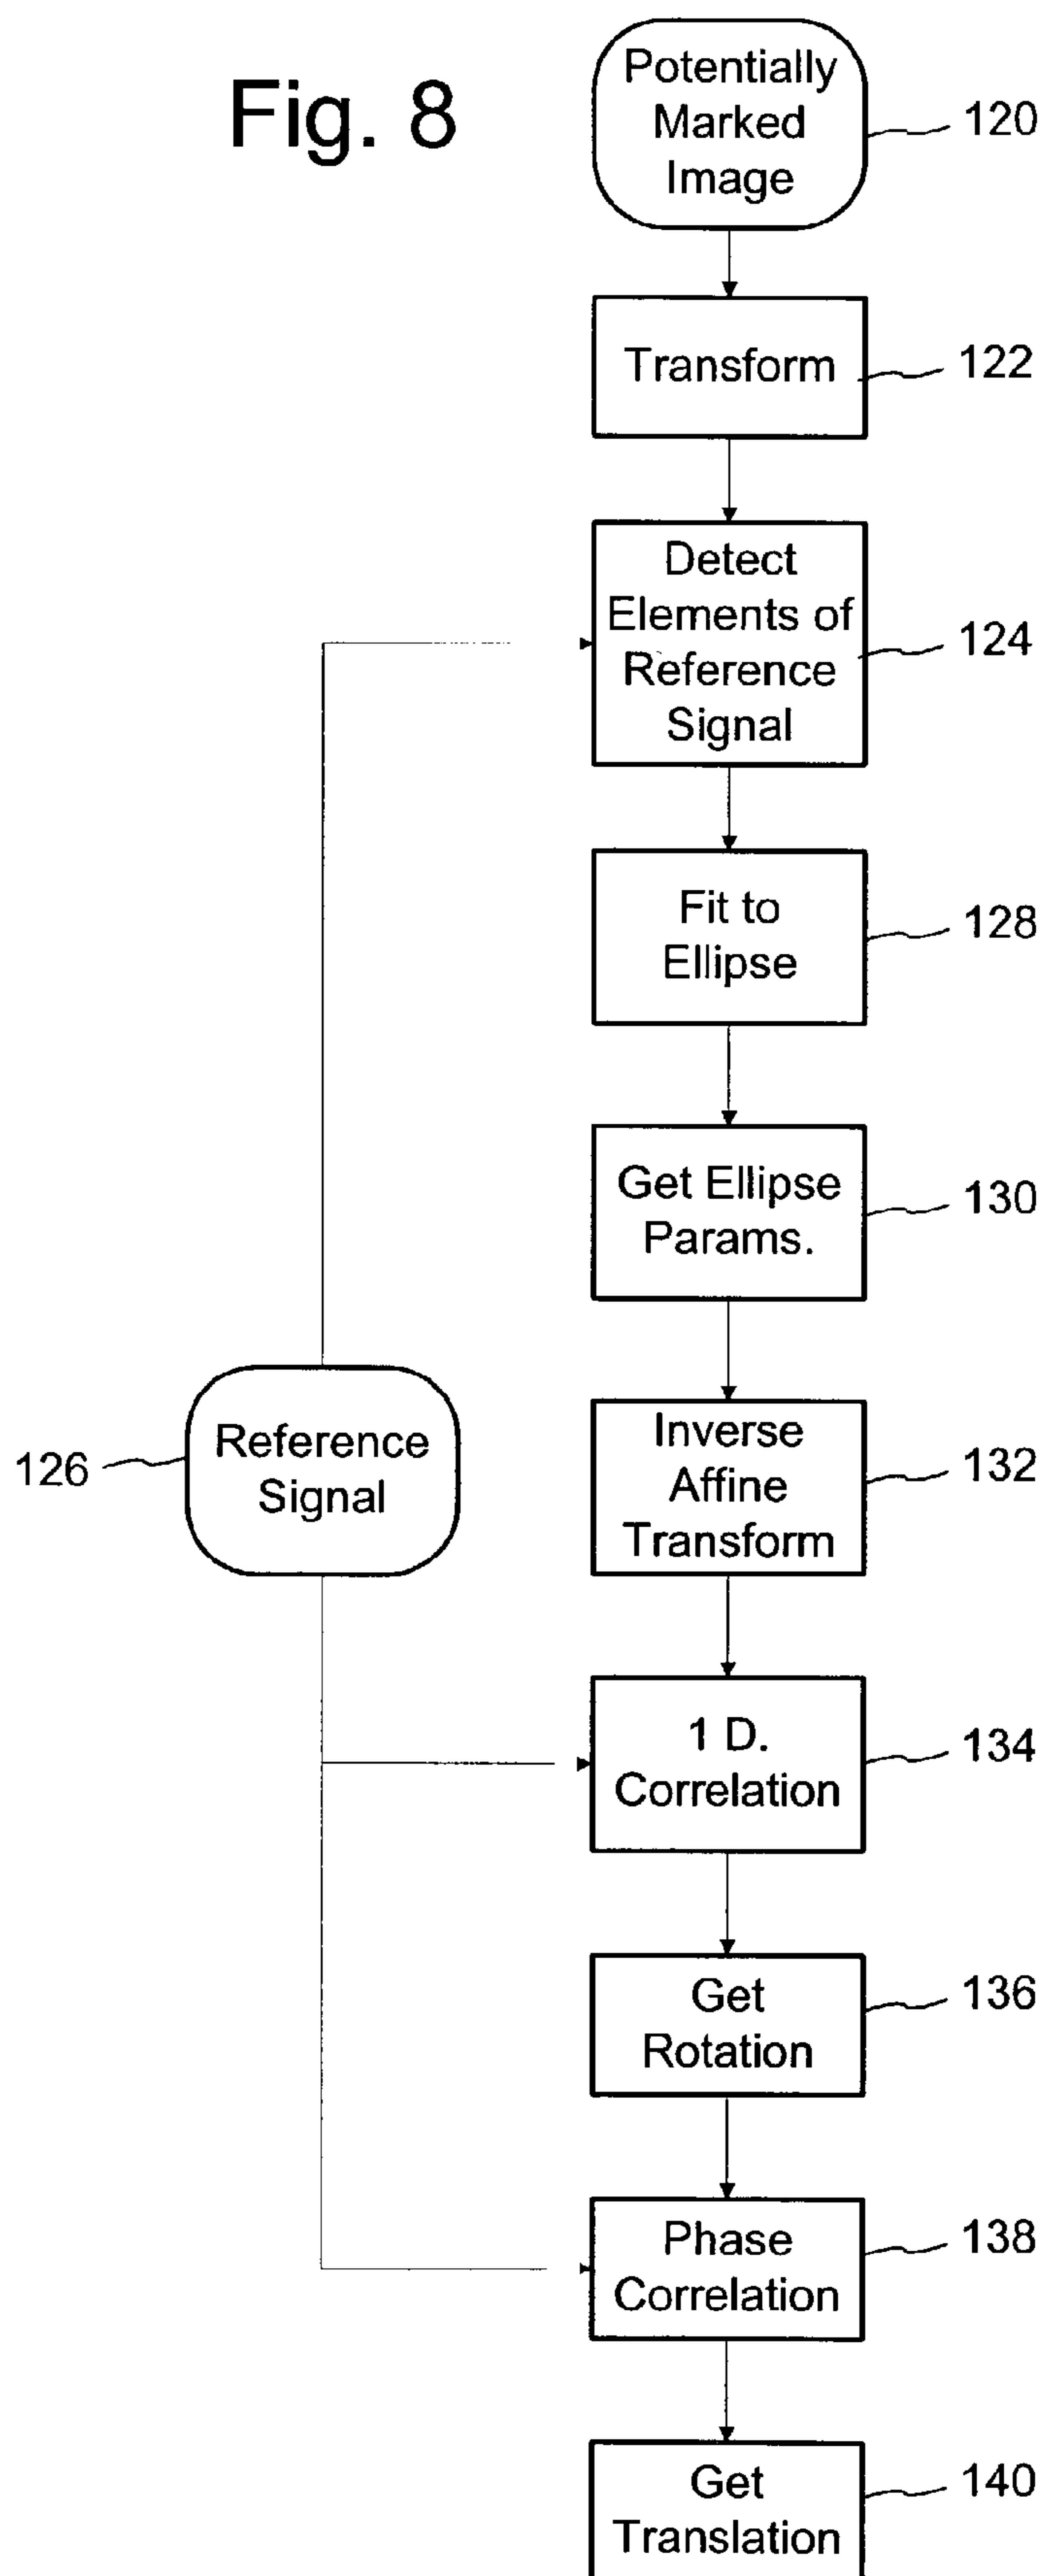 Fig. 8
Potentially
Marked
Image
120
Transform
122
Detect
Elements of
Reference
Signal
124
Fit to
Ellipse
128
Get Ellipse
Params.
130
Reference
Signal
126
Inverse
Affine
Transform
132
1 D.
Correlation
134
Get
Rotation
136
Phase
Correlation
138
Get
Translation
140